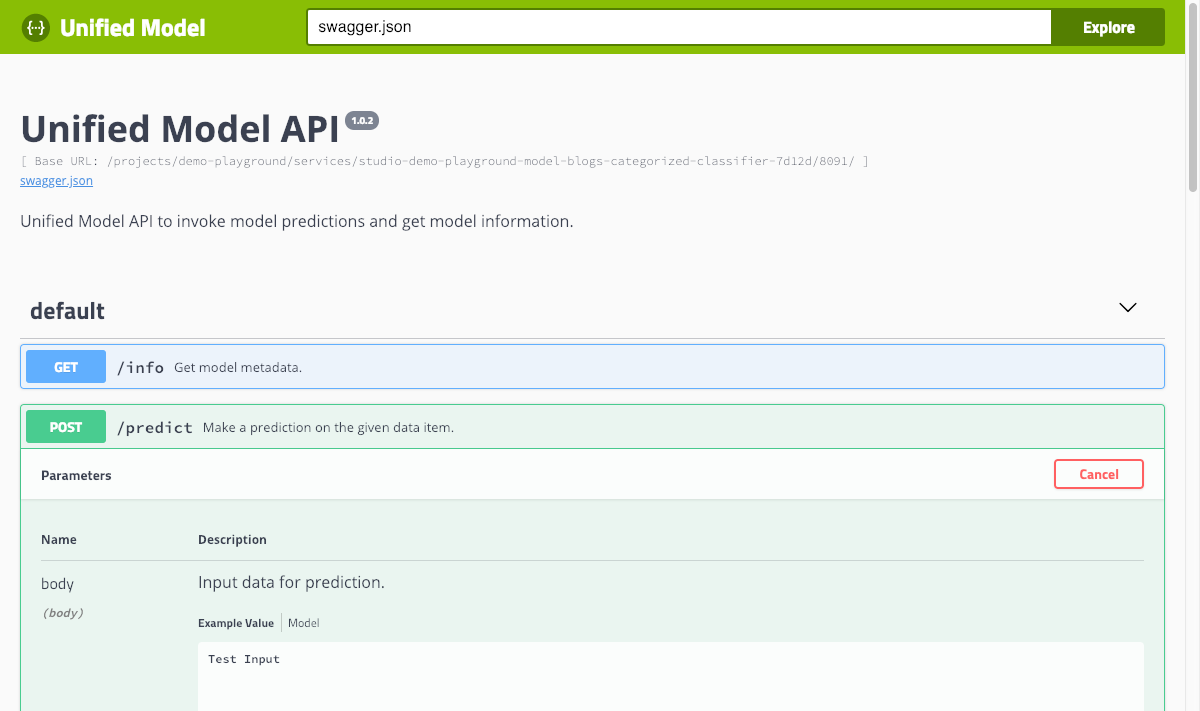 {··} Unified Model
swagger.json
Explore
Unified Model API 1.0.2
[ Base URL: /projects/demo-playground/services/studio-demo-playground-model-blogs-categorized-classifier-7d12d/8091/ ]
swagger.json
Unified Model API to invoke model predictions and get model information.
default
GET /info Get model metadata.
POST /predict Make a prediction on the given data item.
Parameters
Cancel
Name Description
body Input data for prediction.
(body)
Example Value Model
Test Input